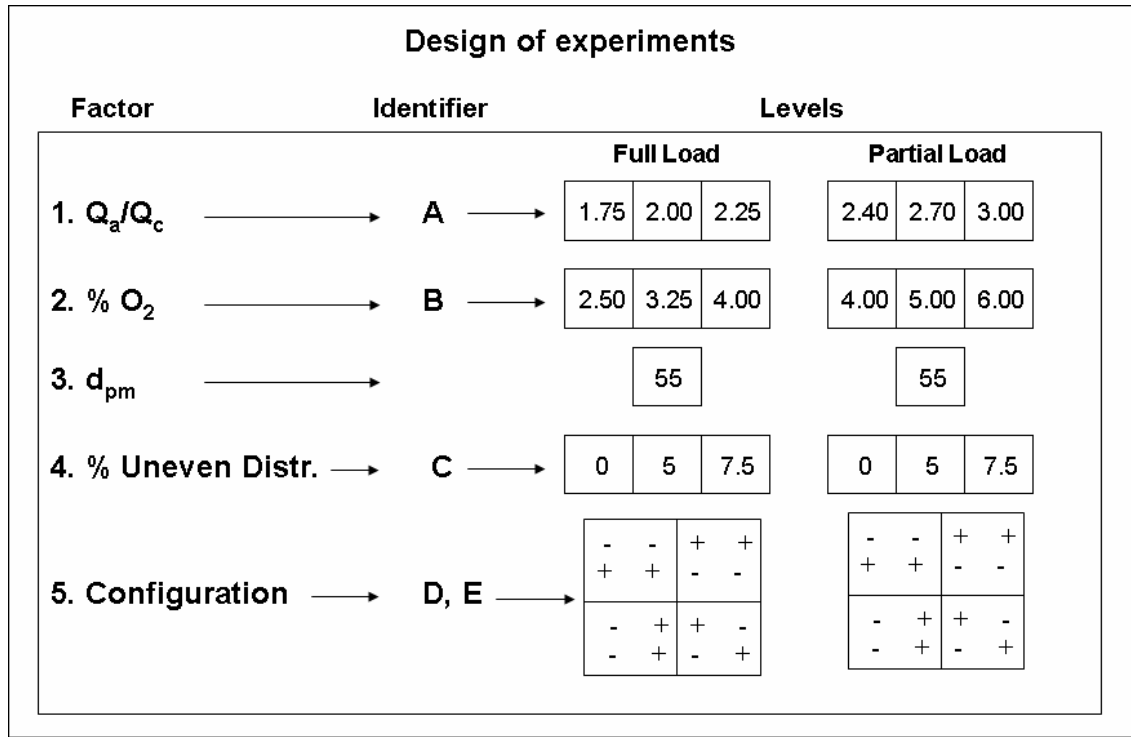 Design of experiments
Factor Identifier Levels
Full Load Partial Load
1. Qa/Qc A 1.75 2.00 2.25 2.40 2.70 3.00
2. % O2 B 2.50 3.25 4.00 4.00 5.00 6.00
3. dpm 55 55
4. % Uneven Distr. C 0 5 7.5 0 5 7.5
- - + + - - + +
+ + - - + + - -
5. Configuration D, E
- + + - - + + -
- + - + - + - +